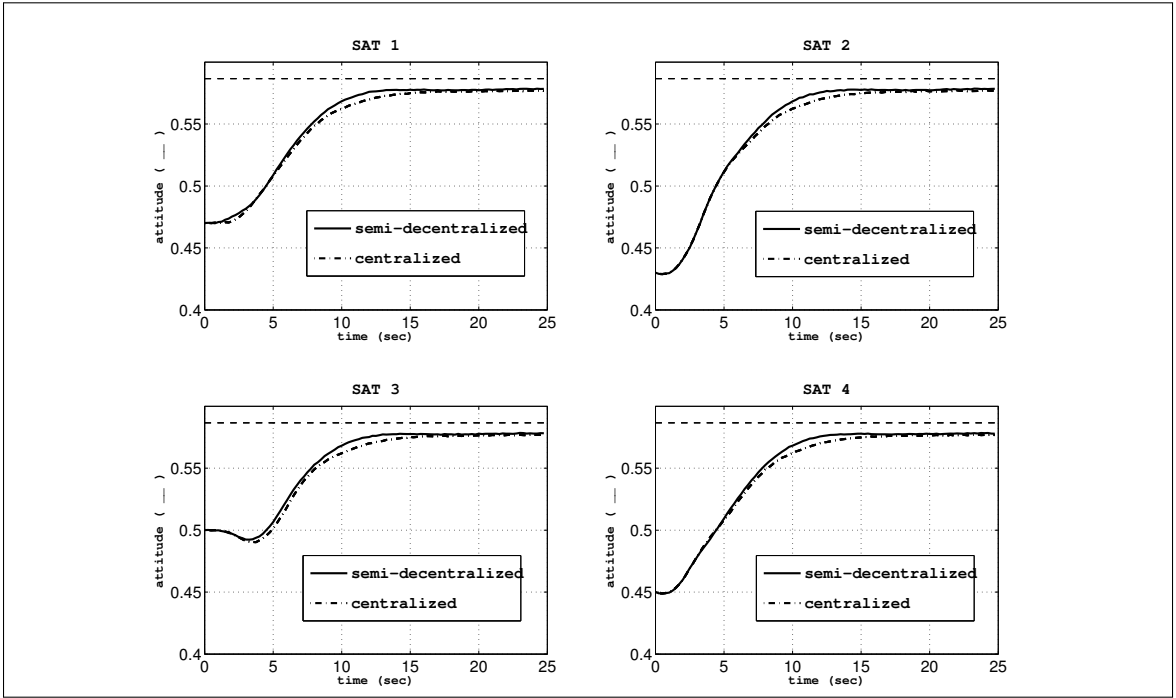 SAT 1
0.55
0.5
0.45
0.4
attitude ( __ )
semi-decentralized
centralized
0 5 10 15 20 25
time (sec)
SAT 2
0.55
0.5
0.45
0.4
attitude ( __ )
semi-decentralized
centralized
0 5 10 15 20 25
time (sec)
SAT 3
0.55
0.5
0.45
0.4
attitude ( __ )
semi-decentralized
centralized
0 5 10 15 20 25
time (sec)
SAT 4
0.55
0.5
0.45
0.4
attitude ( __ )
semi-decentralized
centralized
0 5 10 15 20 25
time (sec)